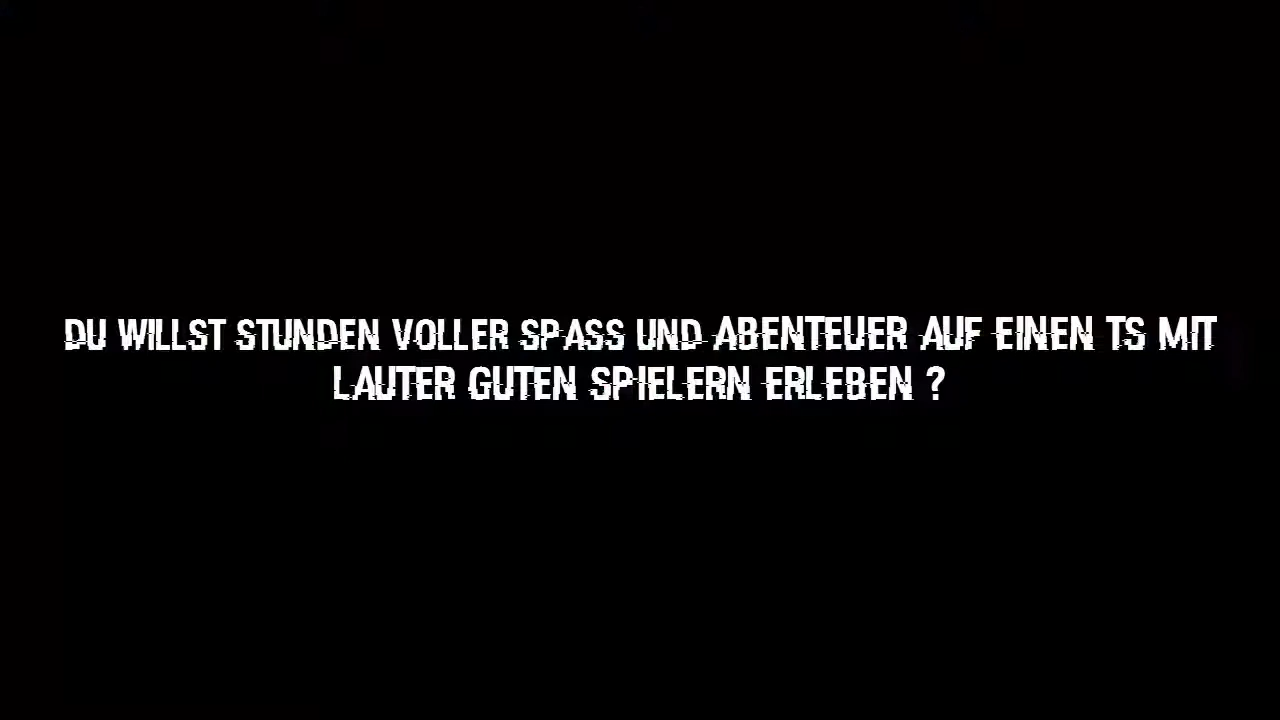 DU WILLST STUNDEN VOLLER SPASS UND ABENTEUER AUF EINEN TS MIT
LAUTER GUTEN SPIELERN ERLEBEN ?